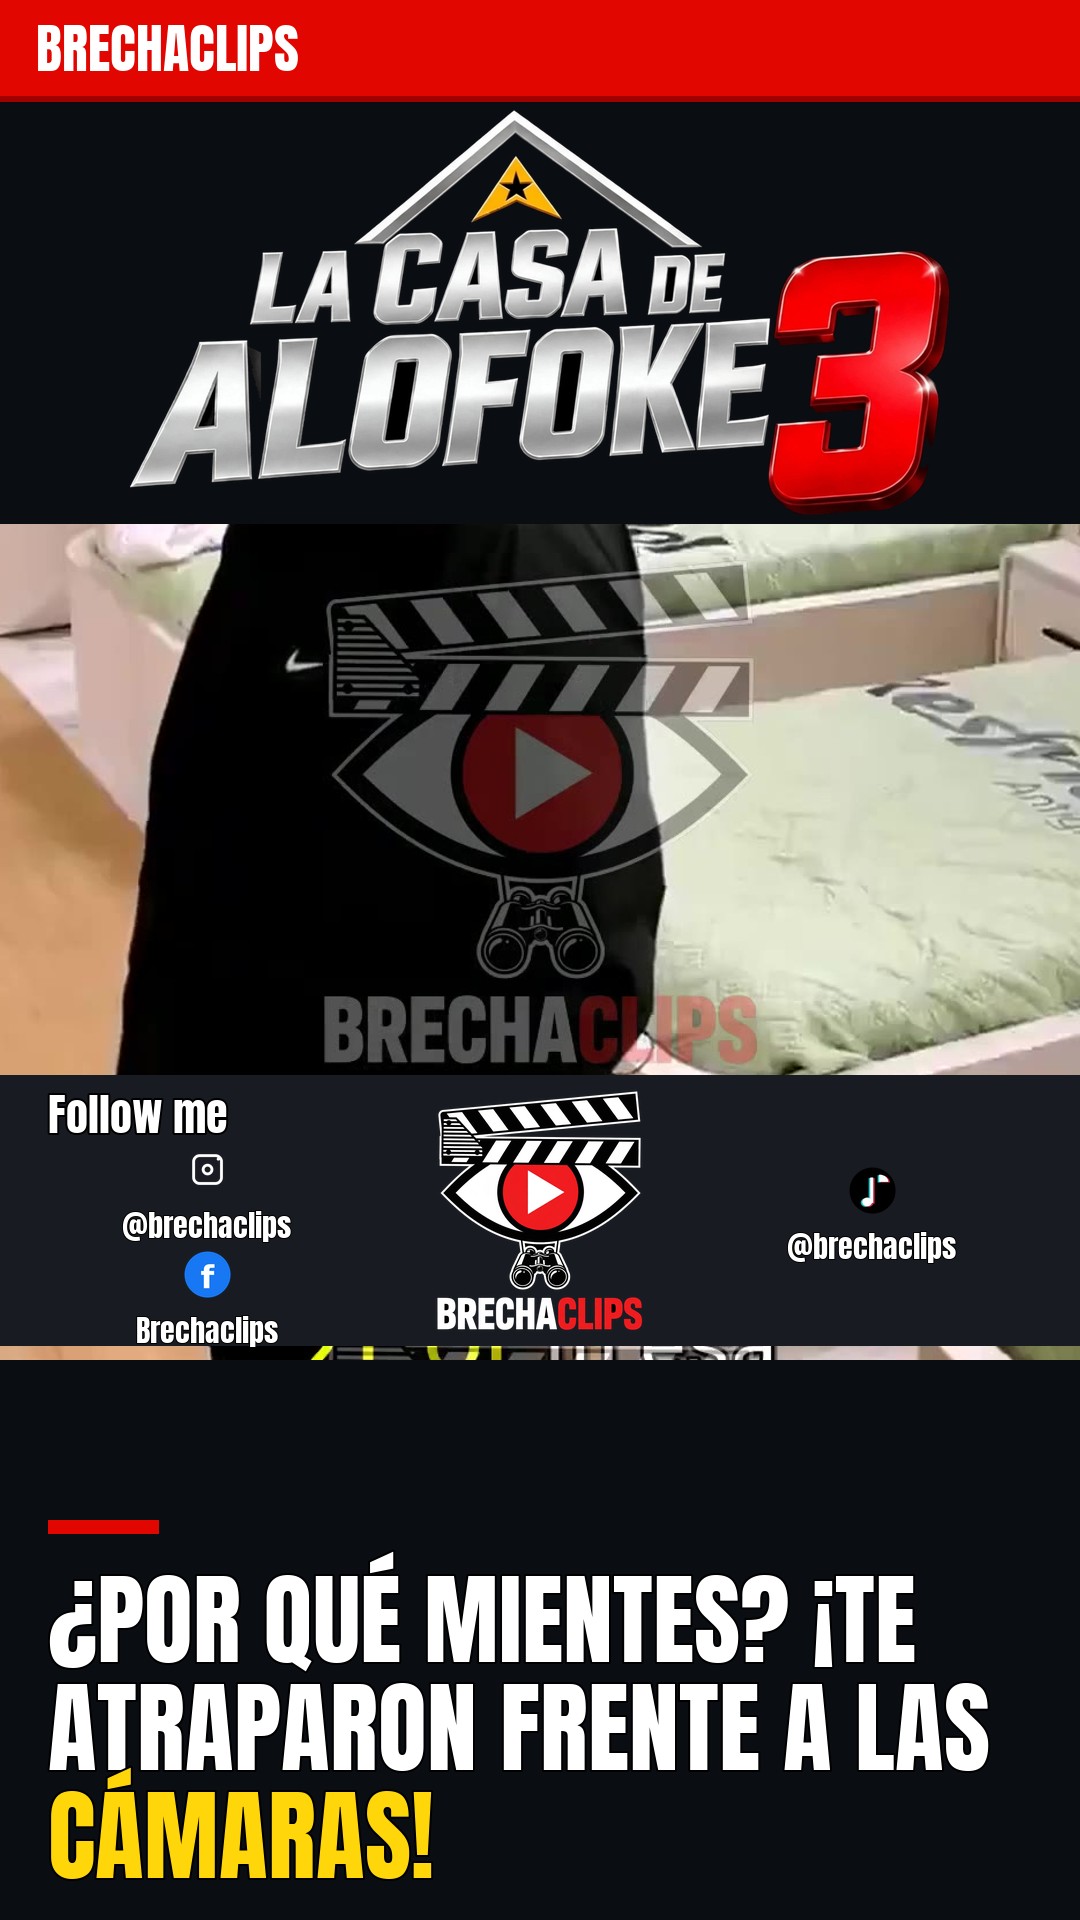 BRECHACLIPS
LA CASA DE
ALOFOKE 3
BRECHACLIPS
Follow me
@brechaclips
Brechaclips
BRECHACLIPS
@brechaclips
¿POR QUÉ MIENTES? ¡TE
ATRAPARON FRENTE A LAS
CÁMARAS!